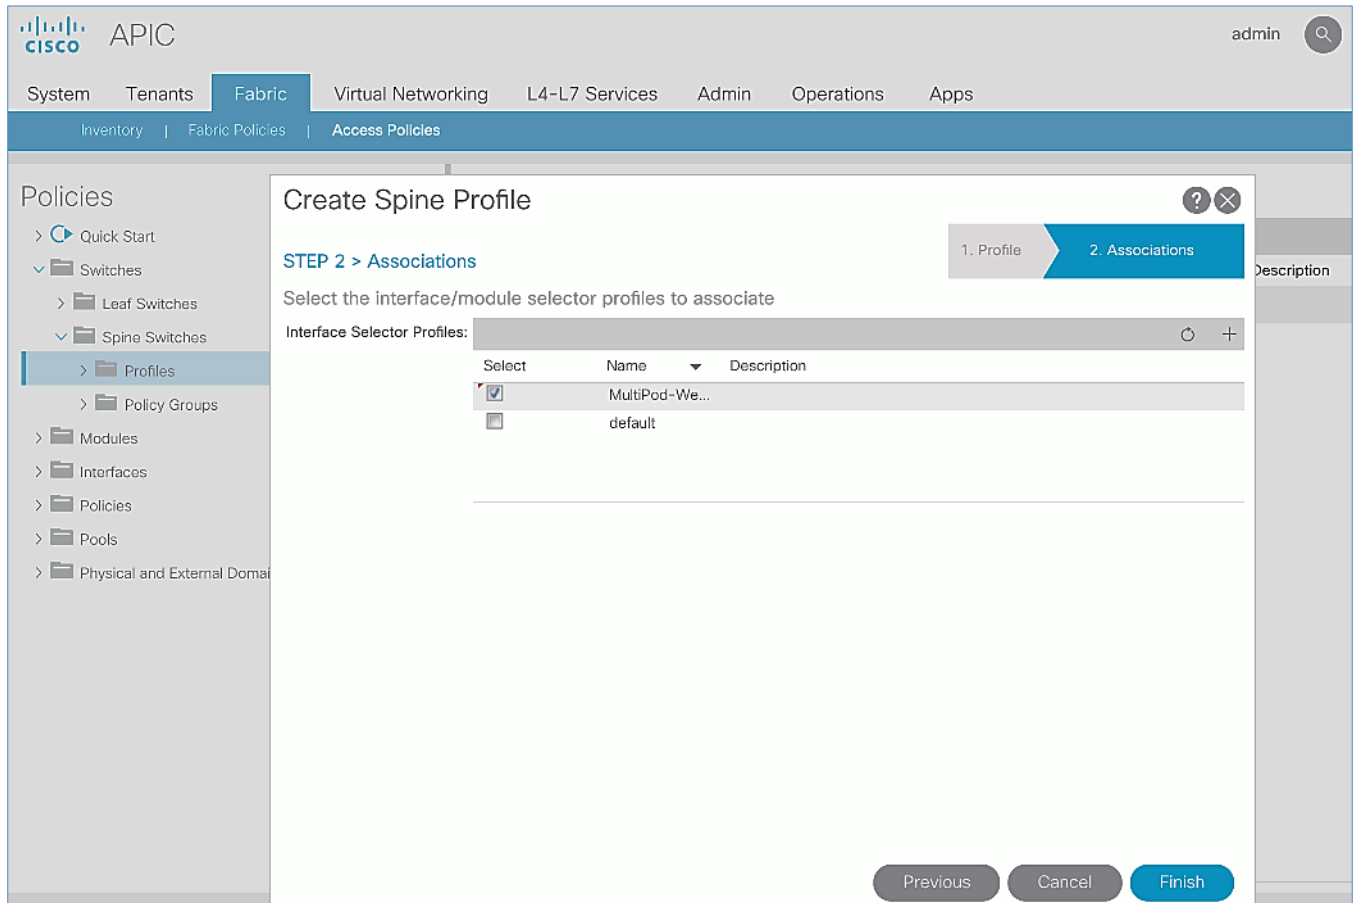 CISCO APIC admin
System Tenants Fabric Virtual Networking L4-L7 Services Admin Operations Apps
Inventory | Fabric Policies | Access Policies
Policies
Quick Start
Switches
Leaf Switches
Spine Switches
Profiles
Policy Groups
Modules
Interfaces
Policies
Pools
Physical and External Domai
Create Spine Profile
?
1. Profile 2. Associations
STEP 2 > Associations
Select the interface/module selector profiles to associate
Interface Selector Profiles:
Select Name Description
MultiPod-We...
default
Previous Cancel Finish
Description